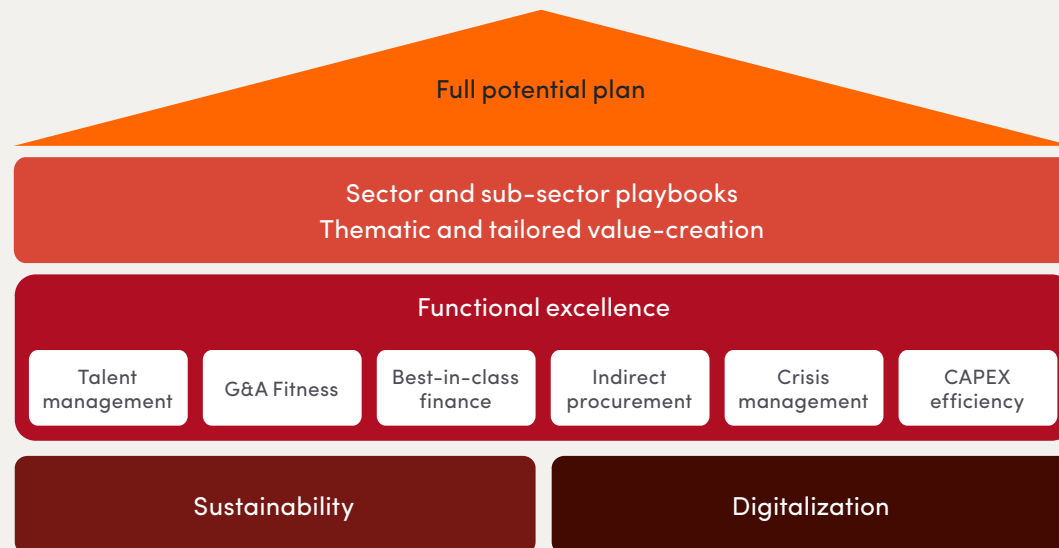 Full potential plan
Sector and sub-sector playbooks
Thematic and tailored value-creation
Functional excellence
Talent
management
G&A Fitness
Best-in-class
finance
Indirect
procurement
Crisis
management
CAPEX
efficiency
Sustainability
Digitalization